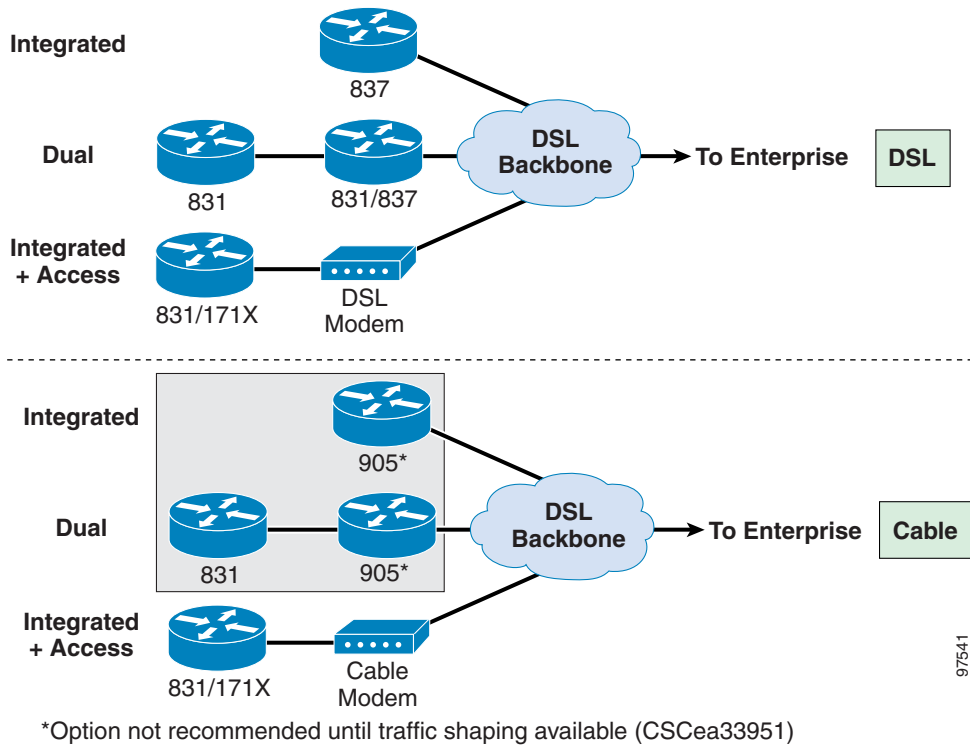 Integrated
837
Dual
831
831/837
DSL
Backbone
To Enterprise
DSL
Integrated
+ Access
831/171X
DSL
Modem
Integrated
905*
Dual
831
905*
DSL
Backbone
To Enterprise
Cable
Integrated
+ Access
831/171X
Cable
Modem
97541
*Option not recommended until traffic shaping available (CSCea33951)